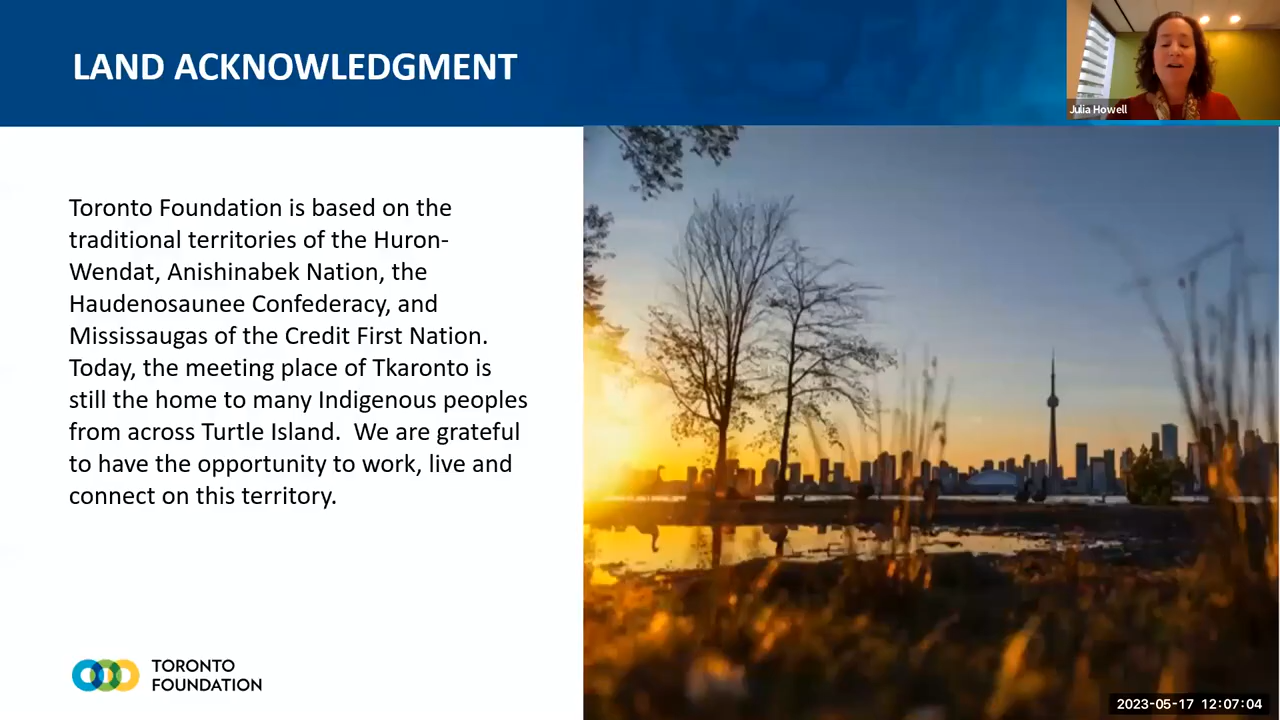 LAND ACKNOWLEDGMENT
Julia Howell
Toronto Foundation is based on the
traditional territories of the Huron-
Wendat, Anishinabek Nation, the
Haudenosaunee Confederacy, and
Mississaugas of the Credit First Nation.
Today, the meeting place of Tkaronto is
still the home to many Indigenous peoples
from across Turtle Island.  We are grateful
to have the opportunity to work, live and
connect on this territory.
TORONTO
FOUNDATION
2023-05-17 12:07:04